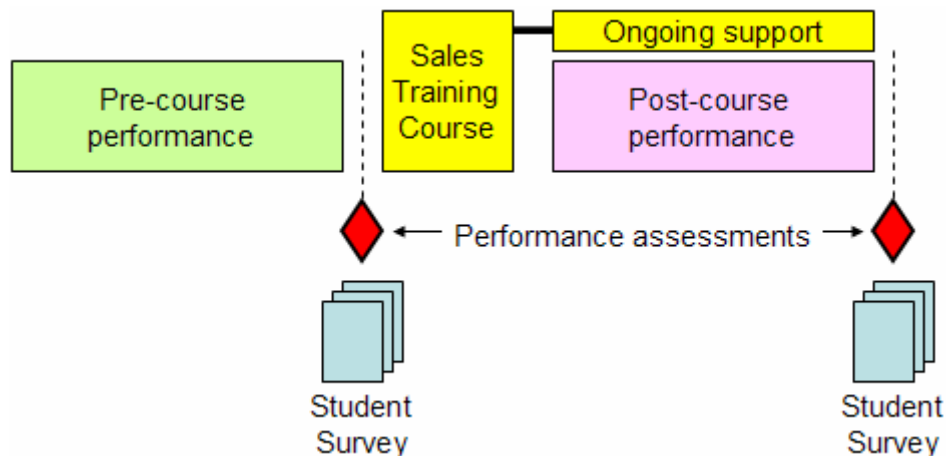 Pre-course
performance
Sales
Training
Course
Ongoing support
Post-course
performance
Performance assessments
Student
Survey
Student
Survey